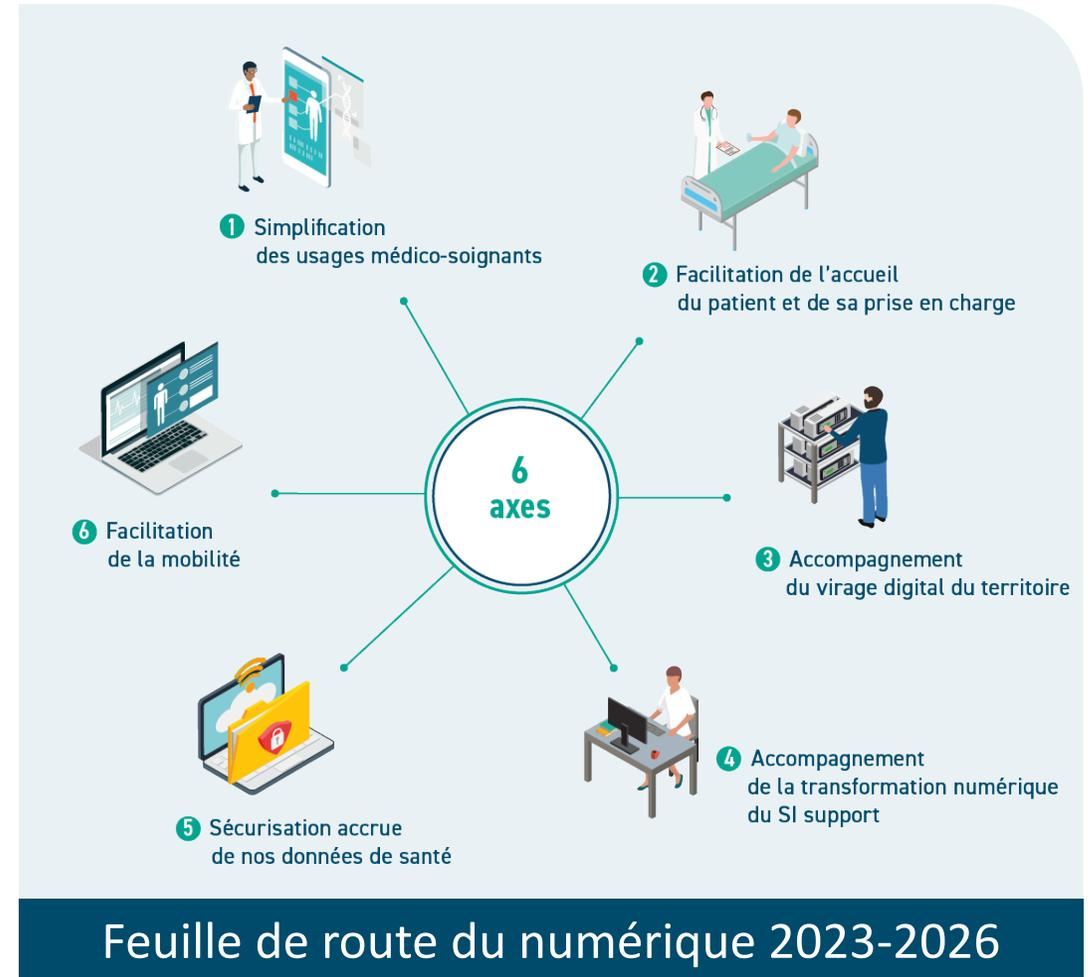 1 Simplification
des usages médico-soignants
2 Facilitation de l'accueil
du patient et de sa prise en charge
6
axes
3 Accompagnement
du virage digital du territoire
4 Accompagnement
de la transformation numérique
du SI support
5 Sécurisation accrue
de nos données de santé
6 Facilitation
de la mobilité
Feuille de route du numérique 2023-2026